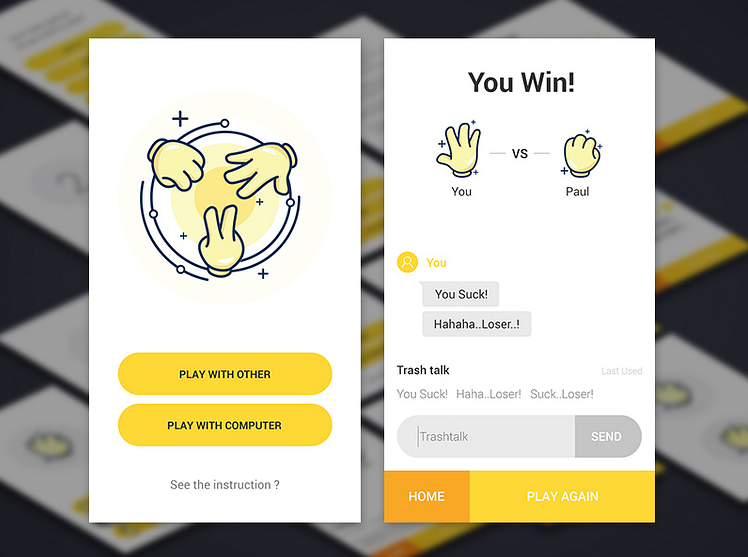 PLAY WITH OTHER
PLAY WITH COMPUTER
See the instruction ?
You Win!
VS
You
Paul
You
You Suck!
Hahaha..Loser..!
Trash talk
Last Used
You Suck! Haha..Loser! Suck..Loser!
Trashtalk
SEND
HOME
PLAY AGAIN